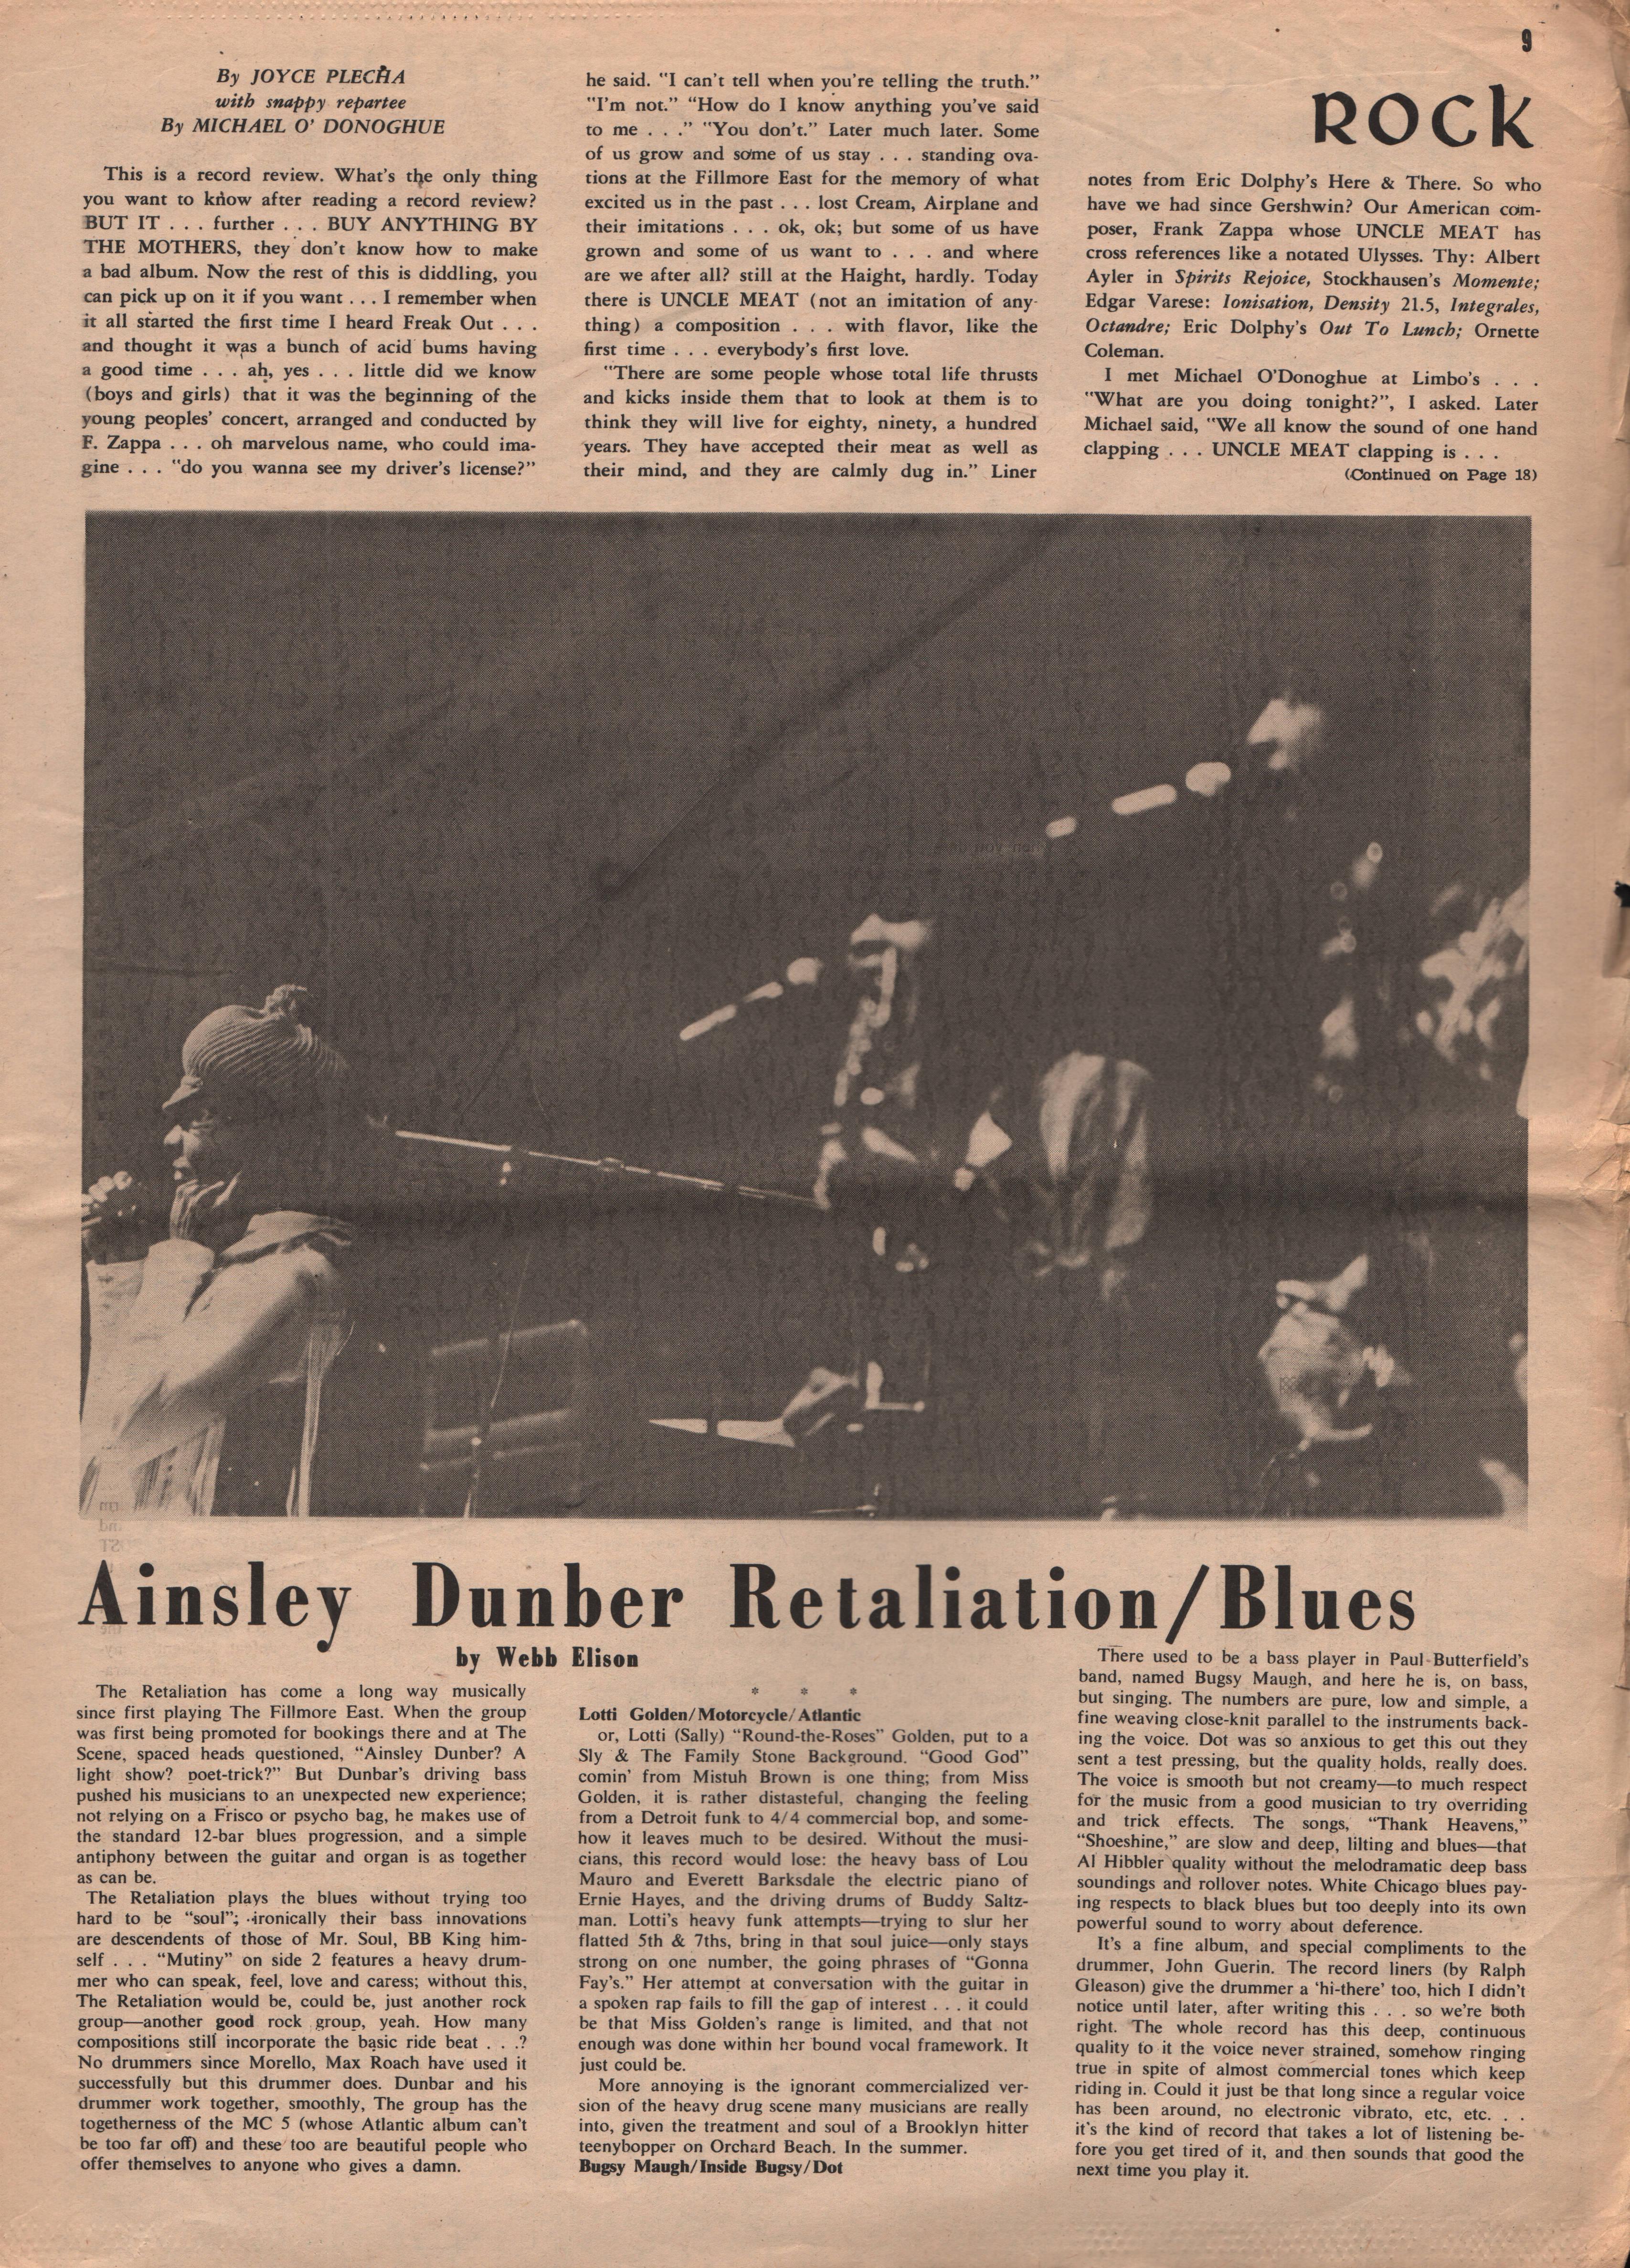 9
ROCK
By JOYCE PLECHA
with snappy repartee
By MICHAEL O' DONOGHUE
This is a record review. What's the only thing
you want to know after reading a record review?
BUT IT . . . further . . . BUY ANYTHING BY
THE MOTHERS, they don't know how to make
a bad album. Now the rest of this is diddling, you
can pick up on it if you want . . . I remember when
it all started the first time I heard Freak Out . . .
and thought it was a bunch of acid bums having
a good time . . . ah, yes . . . little did we know
(boys and girls) that it was the beginning of the
young peoples' concert, arranged and conducted by
F. Zappa . . . oh marvelous name, who could ima-
gine . . . "do you wanna see my driver's license?"
he said. "I can't tell when you're telling the truth."
"I'm not." "How do I know anything you've said
to me . . ." "You don't." Later much later. Some
of us grow and some of us stay . . . standing ova-
tions at the Fillmore East for the memory of what
excited us in the past . . . lost Cream, Airplane and
their imitations . . . ok, ok; but some of us have
grown and some of us want to . . . and where
are we after all? still at the Haight, hardly. Today
there is UNCLE MEAT (not an imitation of any-
thing) a composition . . . with flavor, like the
first time . . . everybody's first love.
"There are some people whose total life thrusts
and kicks inside them that to look at them is to
think they will live for eighty, ninety, a hundred
years. They have accepted their meat as well as
their mind, and they are calmly dug in." Liner
notes from Eric Dolphy's Here & There. So who
have we had since Gershwin? Our American com-
poser, Frank Zappa whose UNCLE MEAT has
cross references like a notated Ulysses. Thy: Albert
Ayler in Spirits Rejoice, Stockhausen's Momente;
Edgar Varese: Ionisation, Density 21.5, Integrales,
Octandre; Eric Dolphy's Out To Lunch; Ornette
Coleman.
I met Michael O'Donoghue at Limbo's . . .
"What are you doing tonight?", I asked. Later
Michael said, "We all know the sound of one hand
clapping . . . UNCLE MEAT clapping is . . .
(Continued on Page 18)
Ainsley Dunber Retaliation/Blues
by Webb Elison
The Retaliation has come a long way musically
since first playing The Fillmore East. When the group
was first being promoted for bookings there and at The
Scene, spaced heads questioned, "Ainsley Dunber? A
light show? poet-trick?" But Dunbar's driving bass
pushed his musicians to an unexpected new experience;
not relying on a Frisco or psycho bag, he makes use of
the standard 12-bar blues progression, and a simple
antiphony between the guitar and organ is as together
as can be.
The Retaliation plays the blues without trying too
hard to be "soul"; ironically their bass innovations
are descendents of those of Mr. Soul, BB King him-
self . . . "Mutiny" on side 2 features a heavy drum-
mer who can speak, feel, love and caress; without this,
The Retaliation would be, could be, just another rock
group—another good rock group, yeah. How many
compositions still incorporate the basic ride beat . . .?
No drummers since Morello, Max Roach have used it
successfully but this drummer does. Dunbar and his
drummer work together, smoothly, The group has the
togetherness of the MC 5 (whose Atlantic album can't
be too far off) and these too are beautiful people who
offer themselves to anyone who gives a damn.
* * *
Lotti Golden/Motorcycle/Atlantic
or, Lotti (Sally) "Round-the-Roses" Golden, put to a
Sly & The Family Stone Background. "Good God"
comin' from Mistuh Brown is one thing; from Miss
Golden, it is rather distasteful, changing the feeling
from a Detroit funk to 4/4 commercial bop, and some-
how it leaves much to be desired. Without the musi-
cians, this record would lose: the heavy bass of Lou
Mauro and Everett Barksdale the electric piano of
Ernie Hayes, and the driving drums of Buddy Saltz-
man. Lotti's heavy funk attempts—trying to slur her
flatted 5th & 7ths, bring in that soul juice—only stays
strong on one number, the going phrases of "Gonna
Fay's." Her attempt at conversation with the guitar in
a spoken rap fails to fill the gap of interest . . . it could
be that Miss Golden's range is limited, and that not
enough was done within her bound vocal framework. It
just could be.
More annoying is the ignorant commercialized ver-
sion of the heavy drug scene many musicians are really
into, given the treatment and soul of a Brooklyn hitter
teenybopper on Orchard Beach. In the summer.
Bugsy Maugh/Inside Bugsy/Dot
There used to be a bass player in Paul Butterfield's
band, named Bugsy Maugh, and here he is, on bass,
but singing. The numbers are pure, low and simple, a
fine weaving close-knit parallel to the instruments back-
ing the voice. Dot was so anxious to get this out they
sent a test pressing, but the quality holds, really does.
The voice is smooth but not creamy—to much respect
for the music from a good musician to try overriding
and trick effects. The songs, "Thank Heavens,"
"Shoeshine," are slow and deep, lilting and blues—that
Al Hibbler quality without the melodramatic deep bass
soundings and rollover notes. White Chicago blues pay-
ing respects to black blues but too deeply into its own
powerful sound to worry about deference.
It's a fine album, and special compliments to the
drummer, John Guerin. The record liners (by Ralph
Gleason) give the drummer a 'hi-there' too, hich I didn't
notice until later, after writing this . . . so we're both
right. The whole record has this deep, continuous
quality to it the voice never strained, somehow ringing
true in spite of almost commercial tones which keep
riding in. Could it just be that long since a regular voice
has been around, no electronic vibrato, etc, etc. . .
it's the kind of record that takes a lot of listening be-
fore you get tired of it, and then sounds that good the
next time you play it.